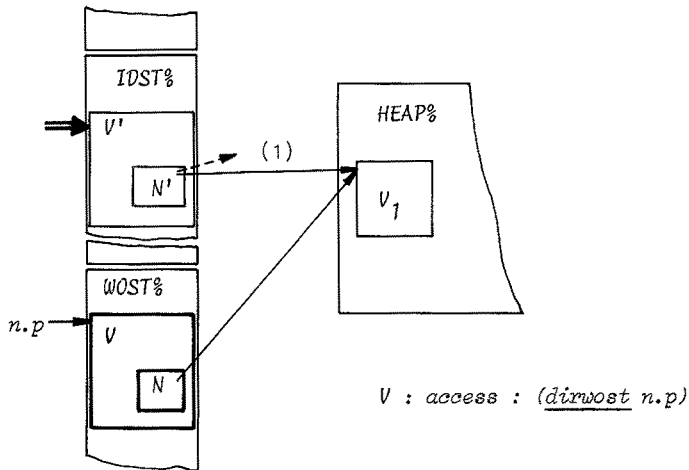 IDST%
HEAP%
V'
(1)
N'
V1
WOST%
n.p
V
N
V : access : (dirwost n.p)